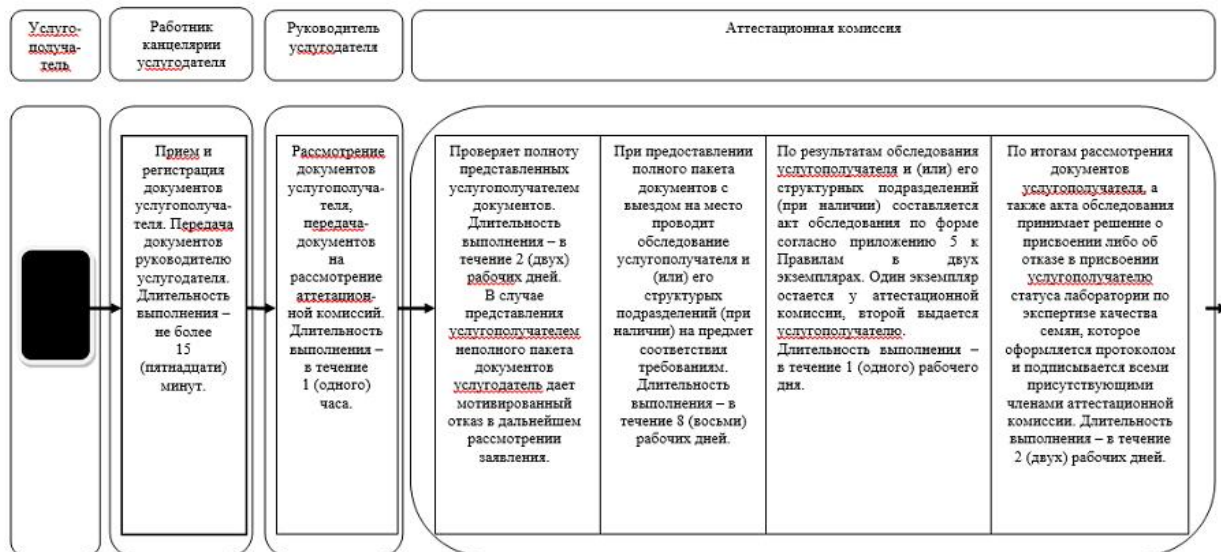 Услуго-
получа-
тель
Работник
канцелярии
услугодателя
Руководитель
услугодателя
Аттестационная комиссия
Прием и
регистрация
документов
услугополуча-
теля. Передача
документов
руководителю
услугодателя.
Длительность
выполнения –
не более
15
(пятнадцати)
минут.
Рассмотрение
документов
услугополуча-
теля,
передача-
документов
на
рассмотрение
аттетацион-
ной комиссий.
Длительность
выполнения –
в течение
1 (одного)
часа.
Проверяет полноту
представленных
услугополучателем
документов.
Длительность
выполнения – в
течение 2 (двух)
рабочих дней.
В случае
представления
услугополучателем
неполного пакета
документов
услугодатель дает
мотивированный
отказ в дальнейшем
рассмотрении
заявления.
При предоставлении
полного пакета
документов с
выездом на место
проводит
обследование
услугополучателя и
(или) его
структурых
подразделений (при
наличии) на предмет
соответствия
требованиям.
Длительность
выполнения – в
течение 8 (восьми)
рабочих дней.
По результатам обследования
услугополучателя и (или) его
структурных подразделений
(при наличии) составляется
акт обследования по форме
согласно приложению 5 к
Правилам в двух
экземплярах. Один экземпляр
остается у аттестационной
комиссии, второй выдается
услугополучателю.
Длительность выполнения –
в течение 1 (одного) рабочего
дня.
По итогам рассмотрения
документов
услугополучателя, а
также акта обследования
принимает решение о
присвоении либо об
отказе в присвоении
услугополучателю
статуса лаборатории по
экспертизе качества
семян, которое
оформляется протоколом
и подписывается всеми
присутствующими
членами аттестационной
комиссии. Длительность
выполнения – в течение
2 (двух) рабочих дней.